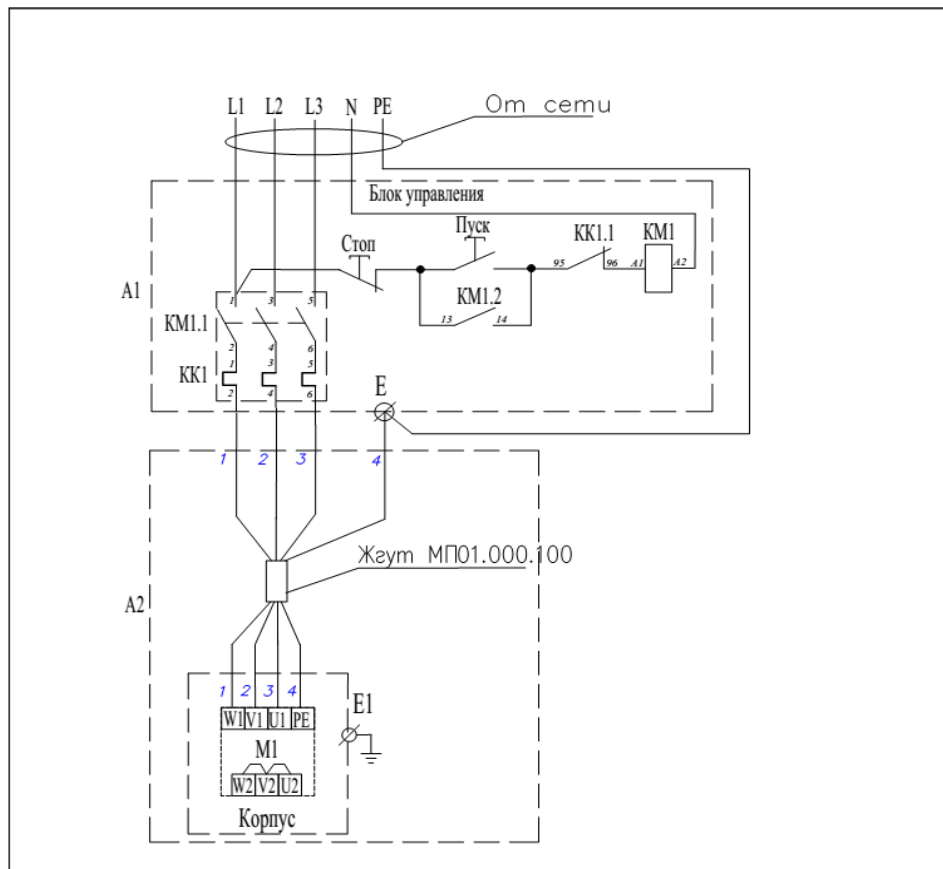 L1 L2 L3 N PE
От сети
Блок управления
Стоп
Пуск
КК1.1
КМ1
95 96 A1 A2
КМ1.2
13 14
А1
1 3 5
КМ1.1
2 4 6
1 3 5
КК1
2 4 6
Е
1 2 3 4
Жгут МП01.000.100
А2
1 2 3 4
Е1
W1 V1 U1 PE
М1
W2 V2 U2
Корпус